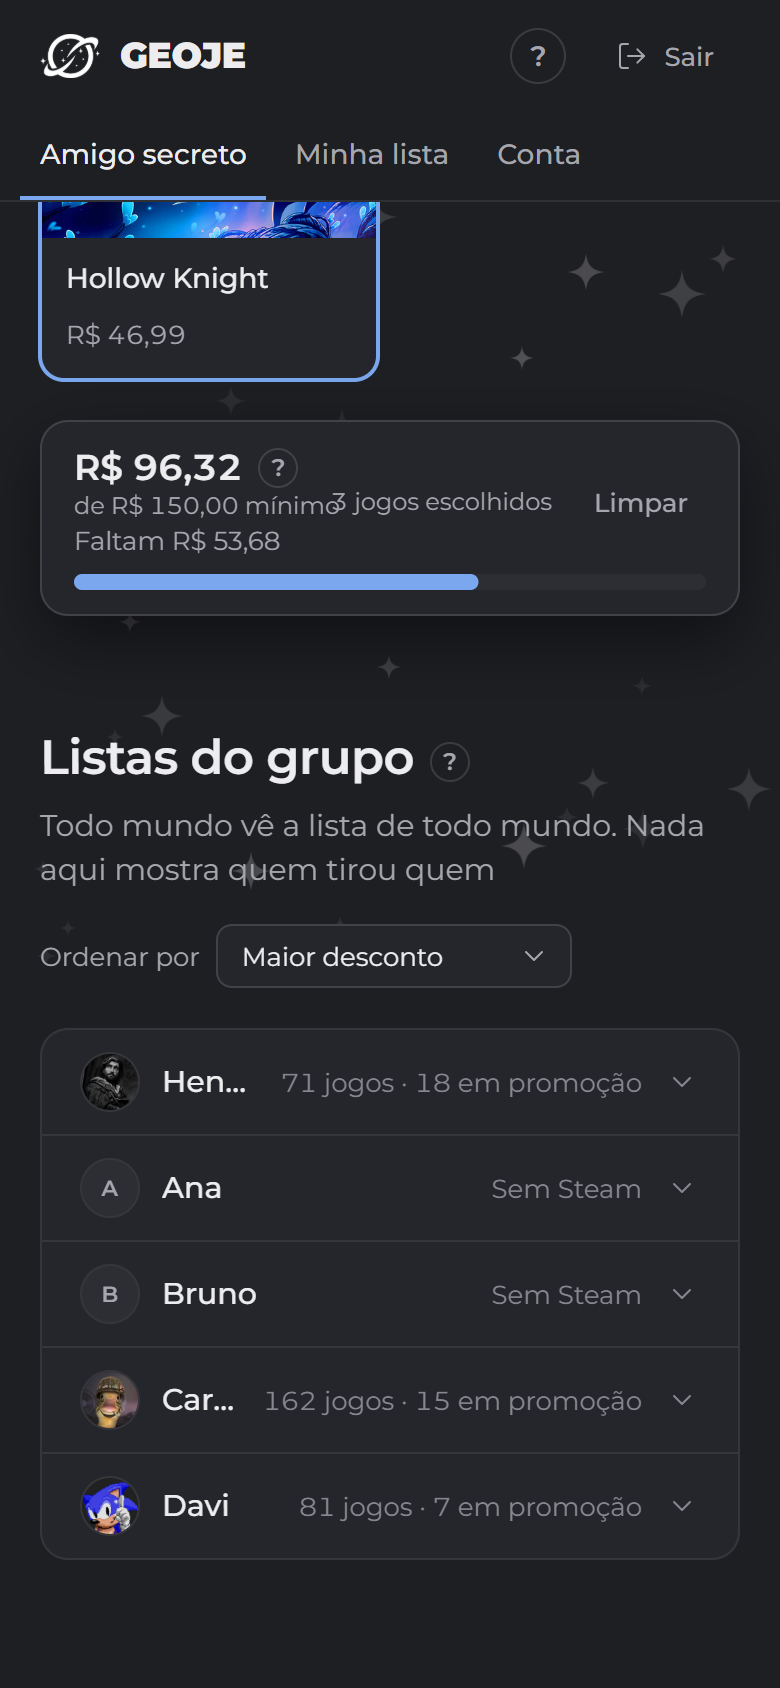 GEOJE
?
Sair
Amigo secreto
Minha lista
Conta
Hollow Knight
R$ 46,99
R$ 96,32 ?
de R$ 150,00 mínimo
3 jogos escolhidos
Limpar
Faltam R$ 53,68
Listas do grupo ?
Todo mundo vê a lista de todo mundo. Nada
aqui mostra quem tirou quem
Ordenar por
Maior desconto
Hen... 71 jogos · 18 em promoção
A Ana Sem Steam
B Bruno Sem Steam
Car... 162 jogos · 15 em promoção
Davi 81 jogos · 7 em promoção